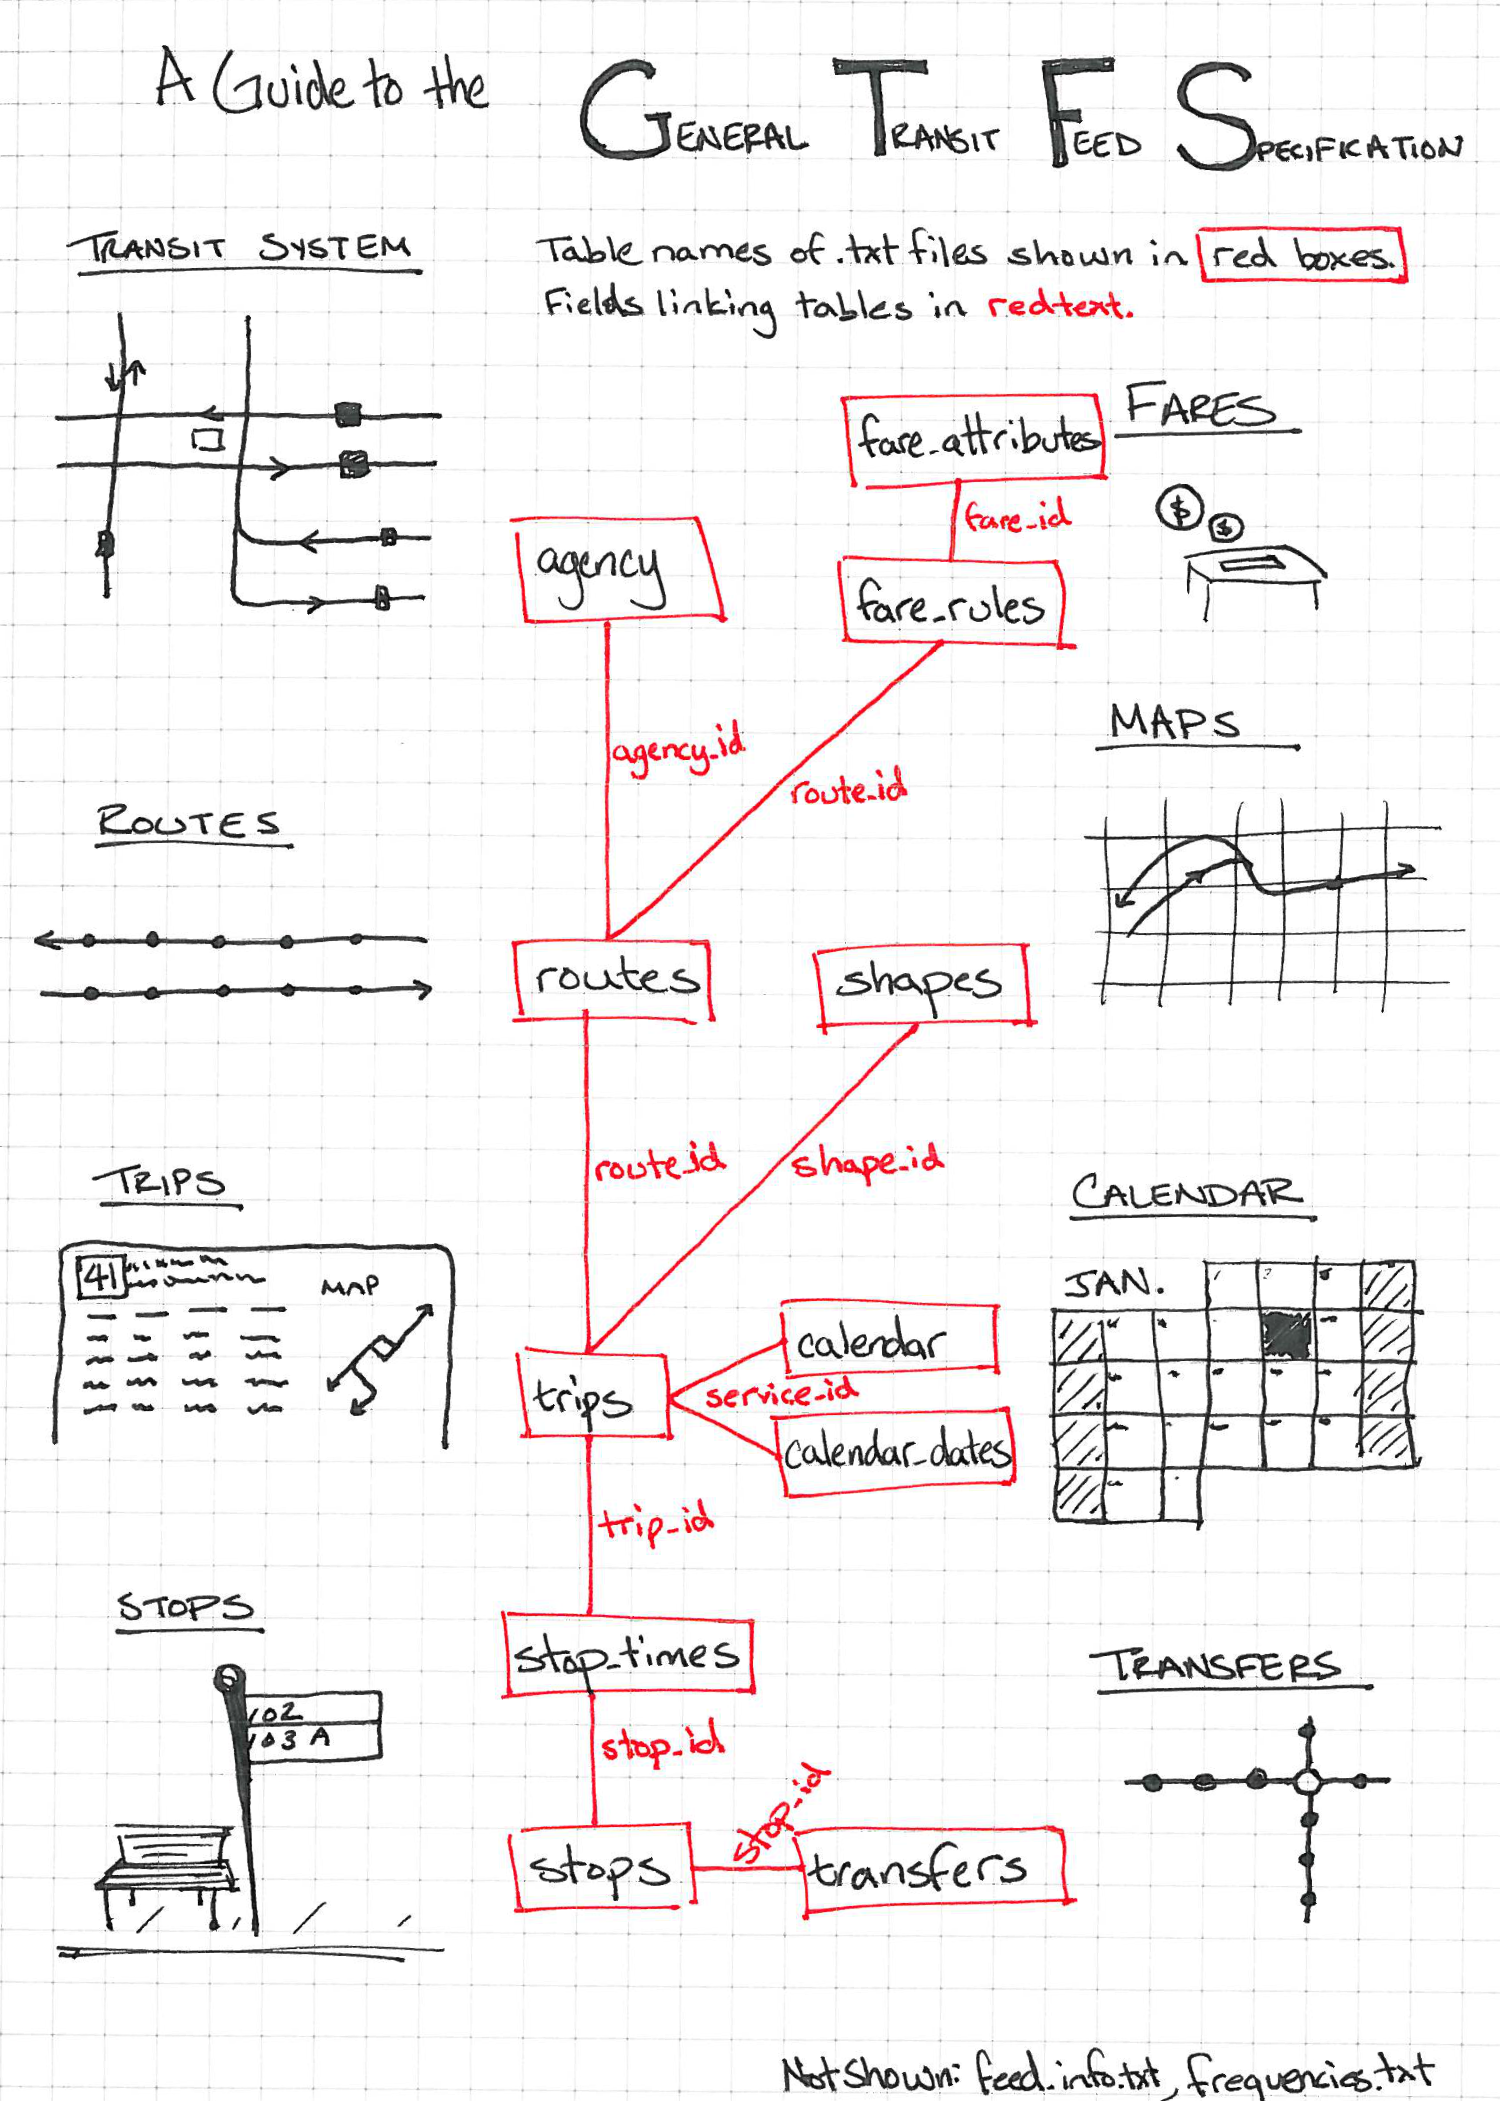 A Guide to the GENERAL TRANSIT FEED SPECIFICATION
TRANSIT SYSTEM
Table names of .txt files shown in red boxes.
Fields linking tables in red text.
FARES
fare_attributes
fare_id
$ $
agency
fare_rules
agency_id
route_id
MAPS
ROUTES
routes
shapes
route_id
shape_id
TRIPS
CALENDAR
41
MAP
JAN.
calendar
service_id
trips
calendar_dates
trip_id
STOPS
stop_times
TRANSFERS
102
103 A
stop_id
stop_id
stops
transfers
Not Shown: feed_info.txt, frequencies.txt